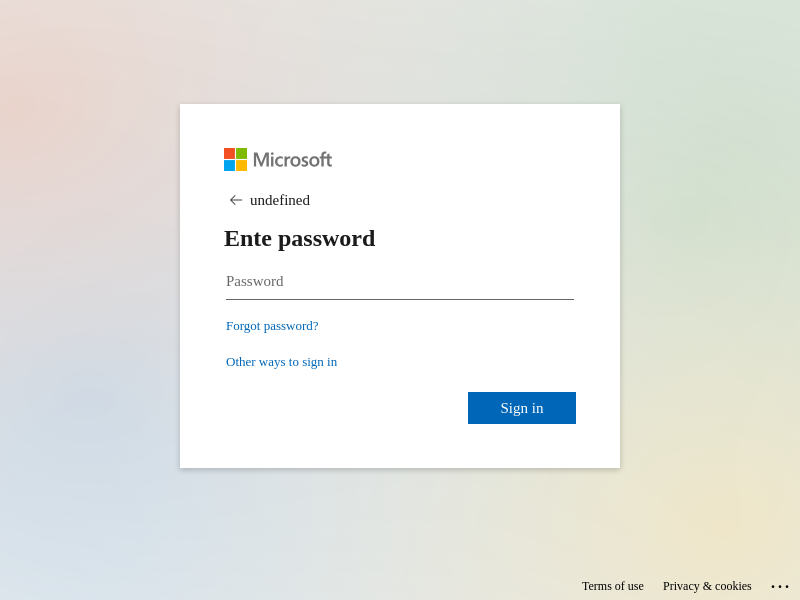 Microsoft
undefined
Ente password
Password
Forgot password?
Other ways to sign in
Sign in
Terms of use Privacy & cookies ...